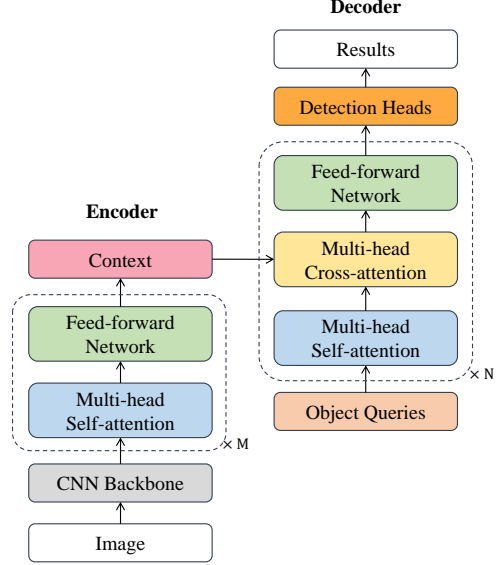 Decoder
Results
Detection Heads
Feed-forward
Network
Multi-head
Cross-attention
Multi-head
Self-attention
× N
Object Queries
Encoder
Context
Feed-forward
Network
Multi-head
Self-attention
× M
CNN Backbone
Image